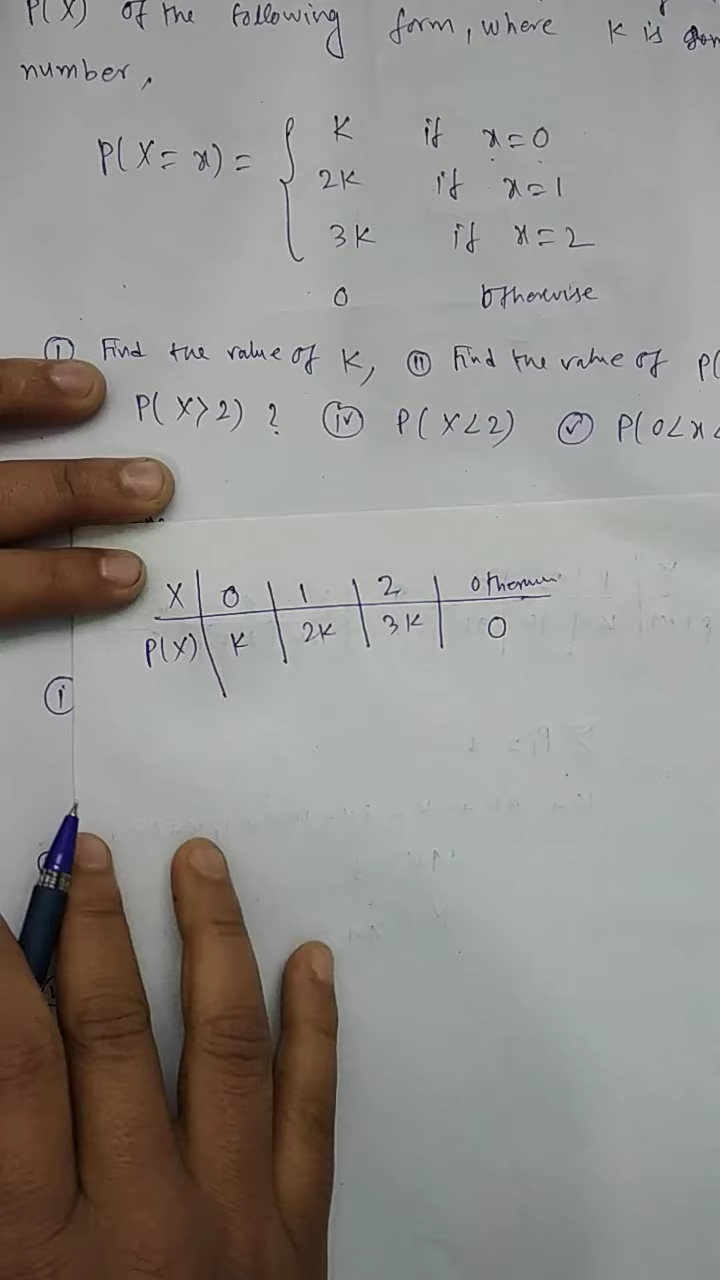 P(X) of the following form, where K is
number,
P(X = x) = { K if x = 0
2K if x = 1
3K if x = 2
0 otherwise
(i) Find the value of K, (ii) Find the value of P(
P(X > 2) ? (iv) P(X < 2) (v) P(0 < x <
X | 0 | 1 | 2 |
P(X) | K | 2K | 3K | 0
(i)